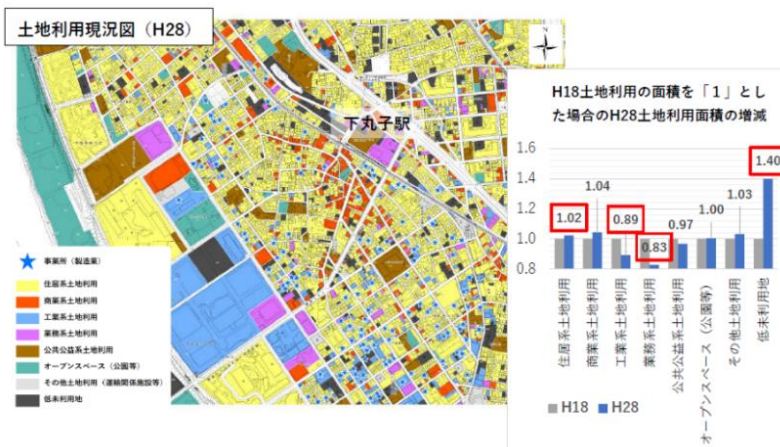 土地利用現況図（H28）
下丸子駅
事業所（製造業）
住居系土地利用
商業系土地利用
工業系土地利用
業務系土地利用
公共公益系土地利用
オープンスペース（公園等）
その他土地利用（運輸関係施設等）
低未利用地
H18土地利用の面積を「1」とし
た場合のH28土地利用面積の増減
1.6
1.4
1.2
1.0
0.8
1.02
1.04
0.89
0.83
0.97
1.00
1.03
1.40
住居系土地利用
商業系土地利用
工業系土地利用
業務系土地利用
公共公益系土地利用
オープンスペース（公園等）
その他土地利用
低未利用地
H18
H28